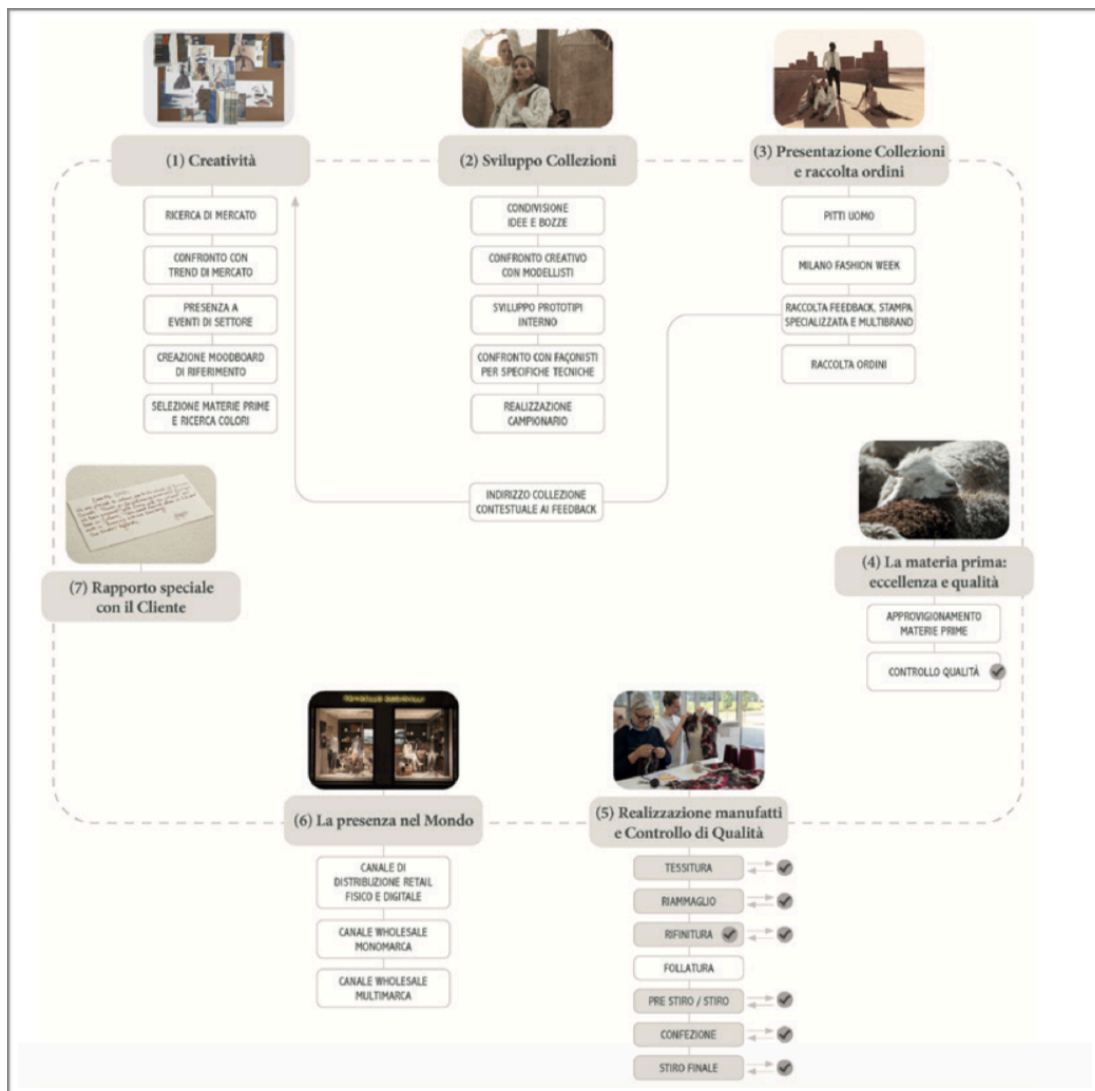 (1) Creatività
RICERCA DI MERCATO
CONFRONTO CON
TREND DI MERCATO
PRESENZA A
EVENTI DI SETTORE
CREAZIONE MOODBOARD
DI RIFERIMENTO
SELEZIONE MATERIE PRIME
E RICERCA COLORI
(2) Sviluppo Collezioni
CONDIVISIONE
IDEE E BOZZE
CONFRONTO CREATIVO
CON MODELLISTI
SVILUPPO PROTOTIPI
INTERNO
CONFRONTO CON FAÇONISTI
PER SPECIFICHE TECNICHE
REALIZZAZIONE
CAMPIONARIO
(3) Presentazione Collezioni
e raccolta ordini
PITTI UOMO
MILANO FASHION WEEK
RACCOLTA FEEDBACK, STAMPA
SPECIALIZZATA E MULTIBRAND
RACCOLTA ORDINI
INDIRIZZO COLLEZIONE
CONTESTUALE AI FEEDBACK
(4) La materia prima:
eccellenza e qualità
APPROVIGIONAMENTO
MATERIE PRIME
CONTROLLO QUALITÀ
(5) Realizzazione manufatti
e Controllo di Qualità
TESSITURA
RIAMMAGLIO
RIFINITURA
FOLLATURA
PRE STIRO / STIRO
CONFEZIONE
STIRO FINALE
(6) La presenza nel Mondo
CANALE DI
DISTRIBUZIONE RETAIL
FISICO E DIGITALE
CANALE WHOLESALE
MONOMARCA
CANALE WHOLESALE
MULTIMARCA
(7) Rapporto speciale
con il Cliente